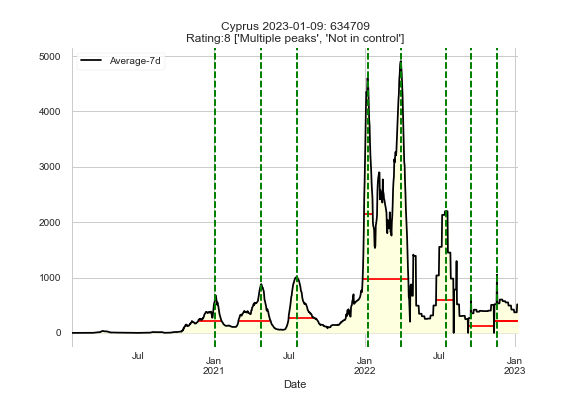 Cyprus 2023-01-09: 634709
Rating:8 ['Multiple peaks', 'Not in control']
Average-7d
5000
4000
3000
2000
1000
0
Jul
Jan
2021
Jul
Jan
2022
Jul
Jan
2023
Date